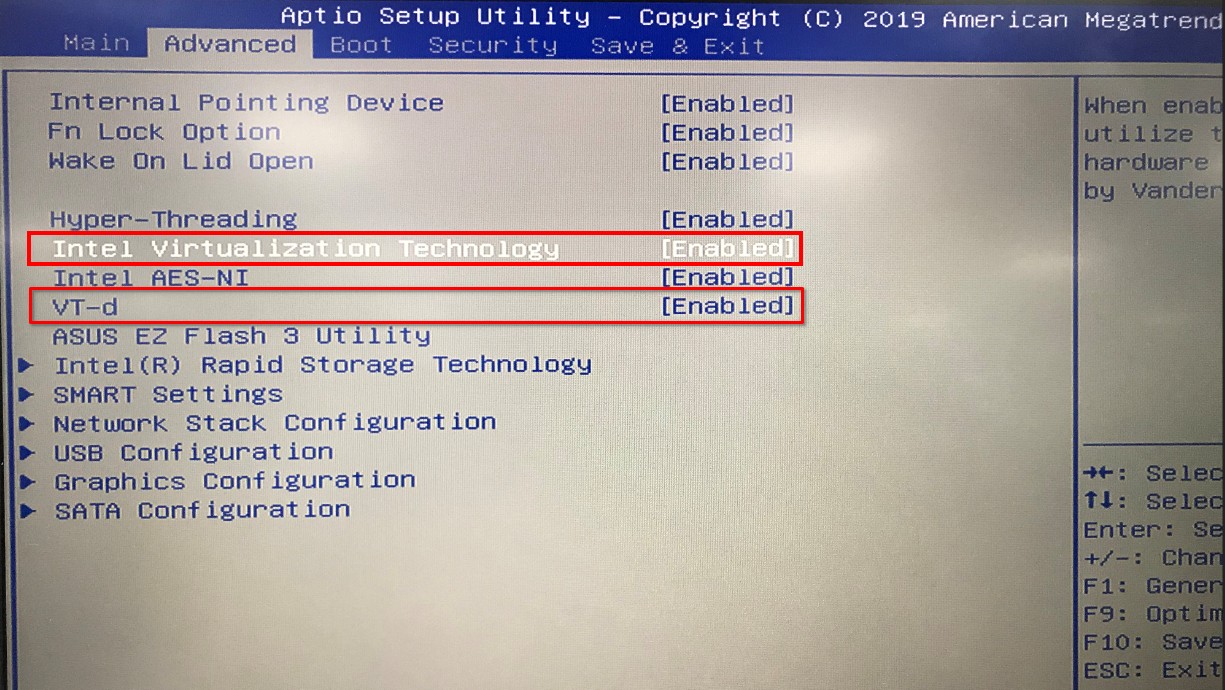 Aptio Setup Utility – Copyright (C) 2019 American Megatrend
Main Advanced Boot Security Save & Exit
Internal Pointing Device [Enabled]
Fn Lock Option [Enabled]
Wake On Lid Open [Enabled]
Hyper-Threading [Enabled]
Intel Virtualization Technology [Enabled]
Intel AES-NI [Enabled]
VT-d [Enabled]
ASUS EZ Flash 3 Utility
▶ Intel(R) Rapid Storage Technology
▶ SMART Settings
▶ Network Stack Configuration
▶ USB Configuration
▶ Graphics Configuration
▶ SATA Configuration
When enab
utilize t
hardware
by Vander
→←: Selec
↑↓: Selec
Enter: Se
+/-: Chan
F1: Gener
F9: Optim
F10: Save
ESC: Exit